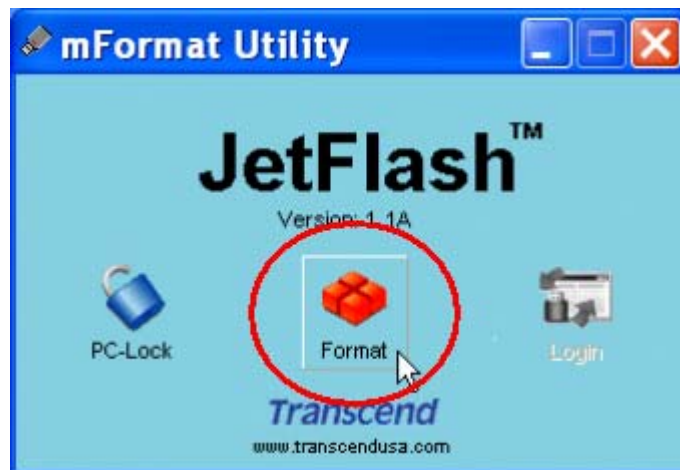 mFormat Utility
JetFlash™
Version: 1.1A
PC-Lock Format Login
Transcend
www.transcendusa.com